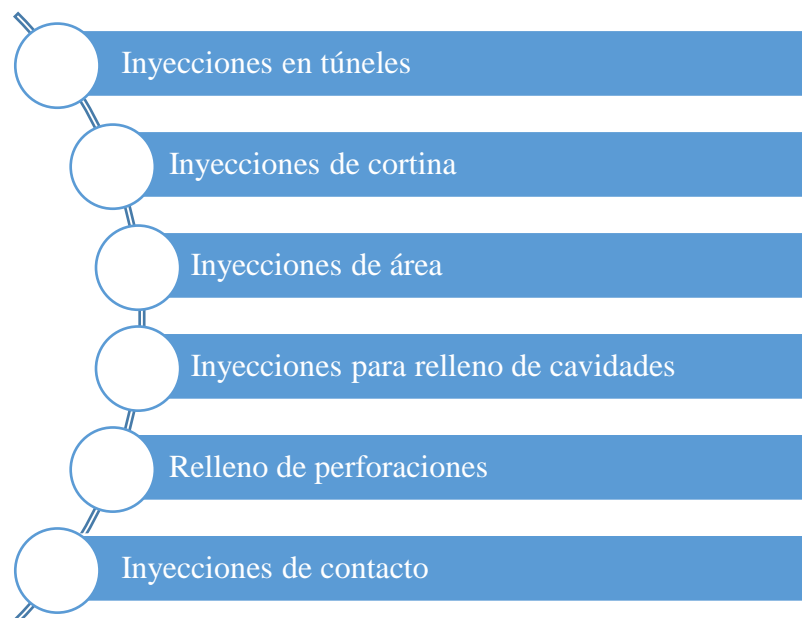 Inyecciones en túneles
Inyecciones de cortina
Inyecciones de área
Inyecciones para relleno de cavidades
Relleno de perforaciones
Inyecciones de contacto